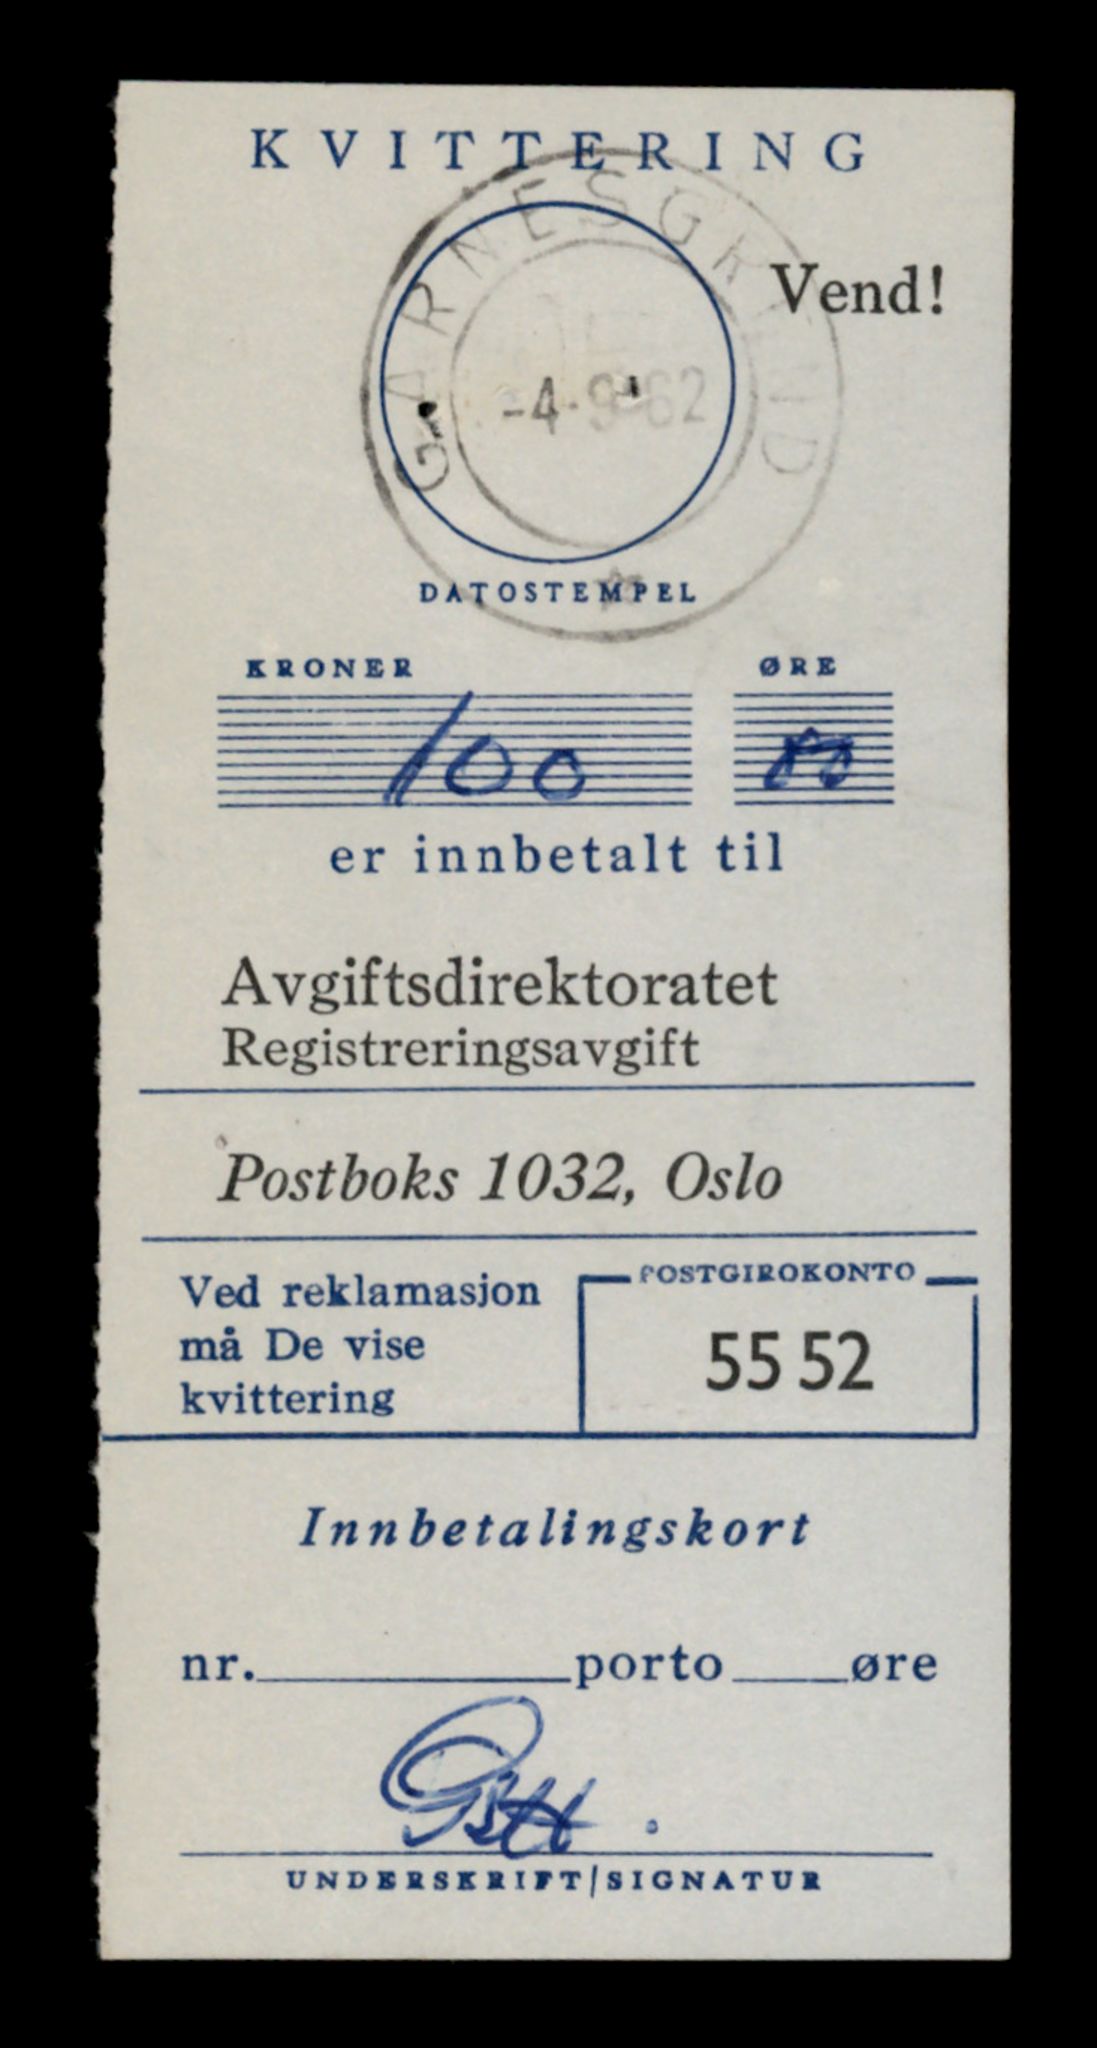 KVITTERING
GARNESGRUND
Vend!
-4-9-62
DATOSTEMPEL
KRONER ØRE
100
er innbetalt til
Avgiftsdirektoratet
Registreringsavgift
Postboks 1032, Oslo
Ved reklamasjon
må De vise
kvittering
POSTGIROKONTO
55 52
Innbetalingskort
nr. porto øre
UNDERSKRIFT/SIGNATUR